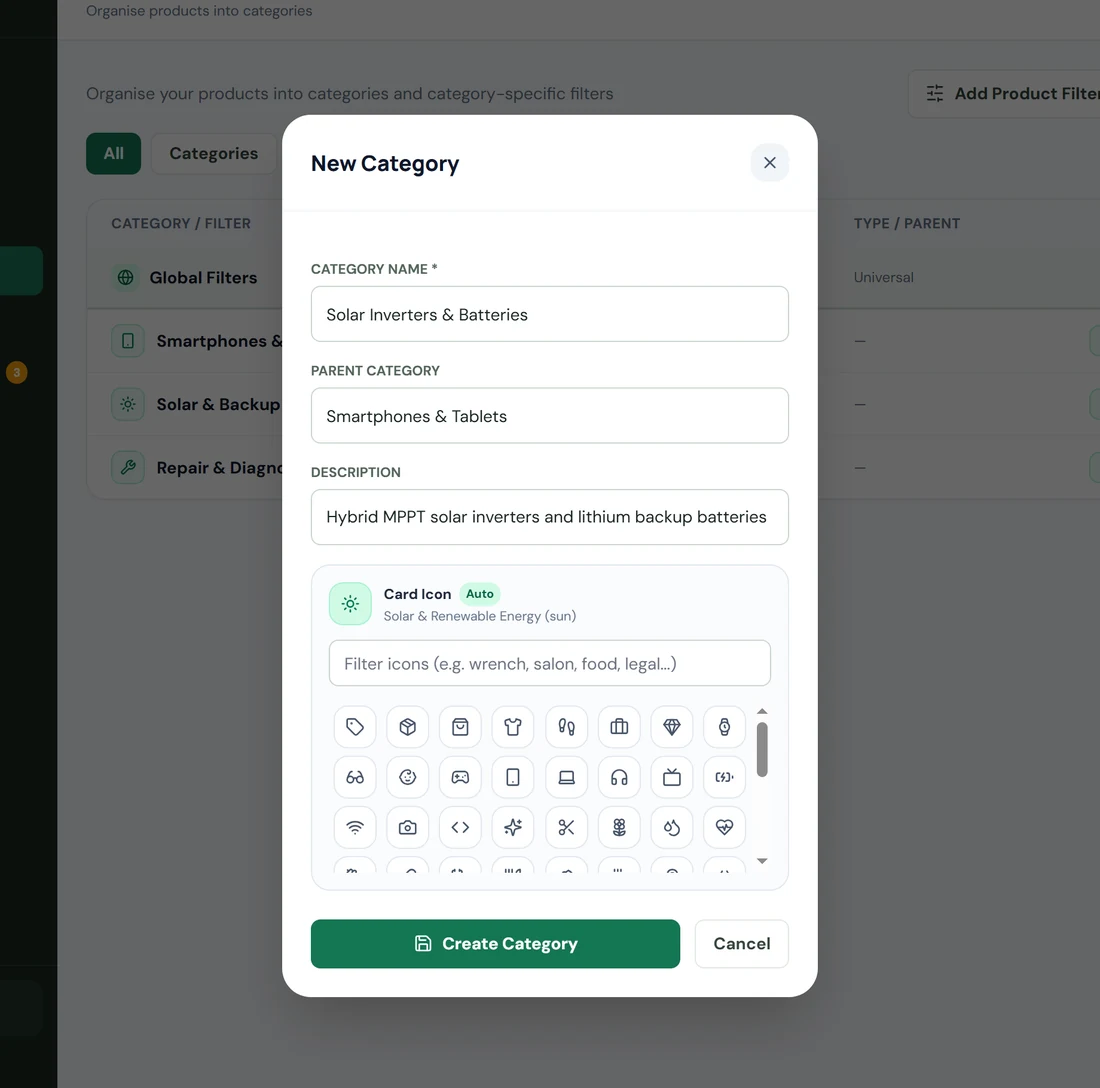 Organise products into categories
Organise your products into categories and category-specific filters
Add Product Filter
All
Categories
CATEGORY / FILTER
TYPE / PARENT
Global Filters
Universal
Smartphones &
—
Solar & Backup
—
Repair & Diagno
—
3
New Category
CATEGORY NAME *
Solar Inverters & Batteries
PARENT CATEGORY
Smartphones & Tablets
DESCRIPTION
Hybrid MPPT solar inverters and lithium backup batteries
Card Icon Auto
Solar & Renewable Energy (sun)
Filter icons (e.g. wrench, salon, food, legal...)
Create Category
Cancel